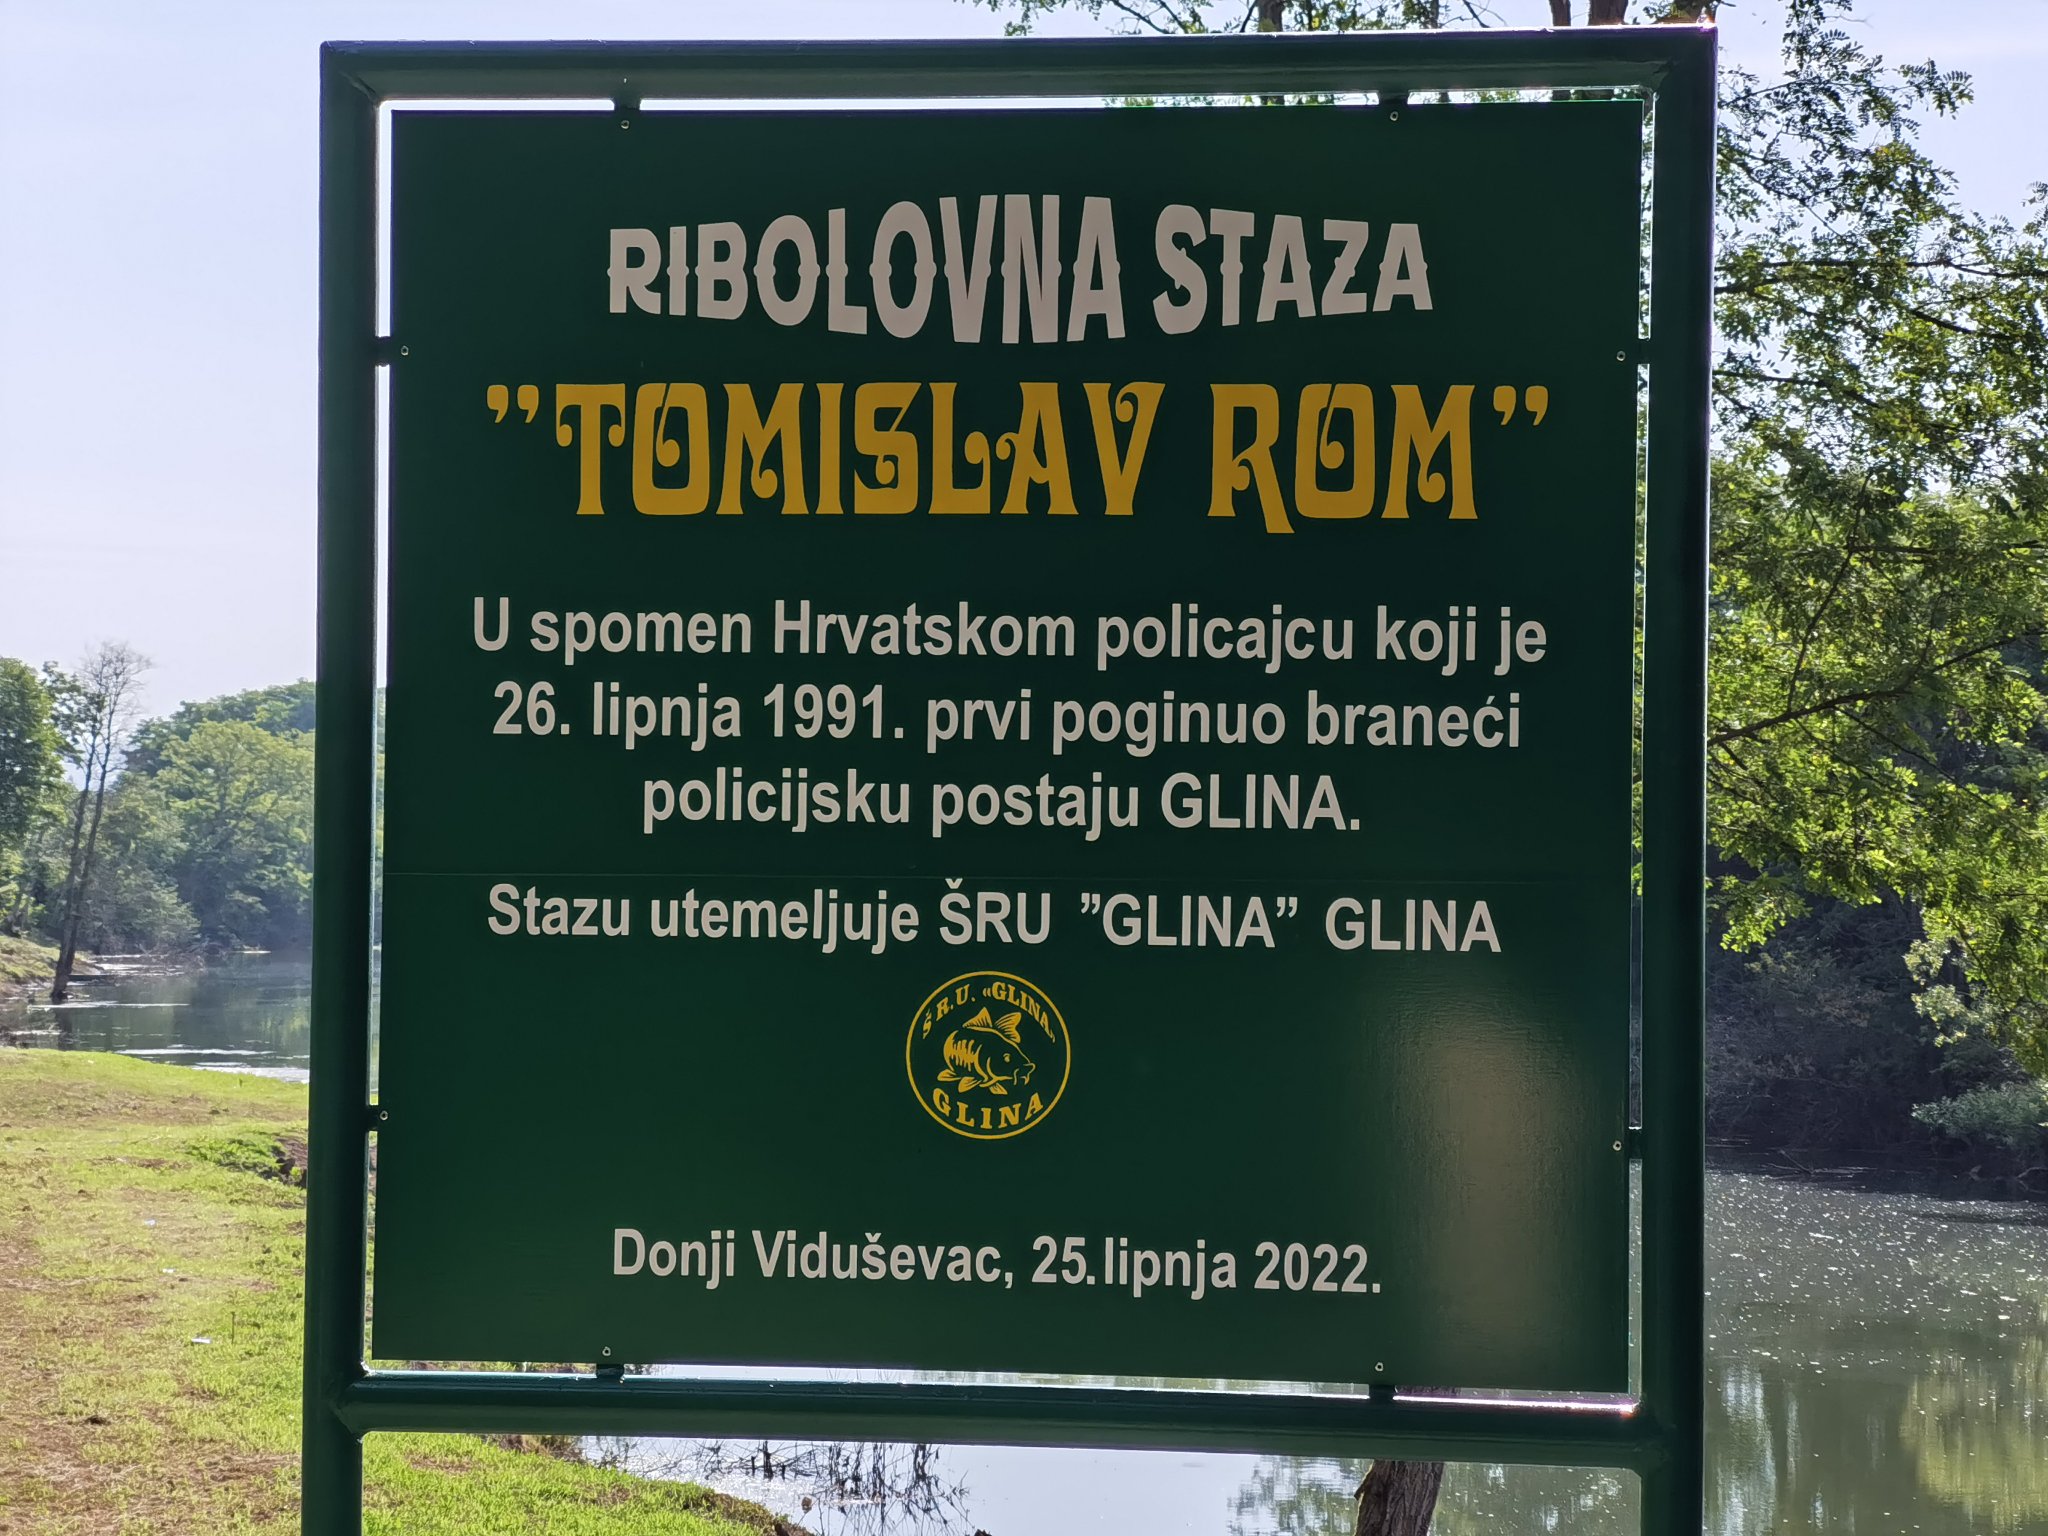 RIBOLOVNA STAZA
"TOMISLAV ROM"
U spomen Hrvatskom policajcu koji je
26. lipnja 1991. prvi poginuo braneći
policijsku postaju GLINA.
Stazu utemeljuje ŠRU "GLINA" GLINA
Š.R.U. «GLINA»
GLINA
Donji Viduševac, 25.lipnja 2022.